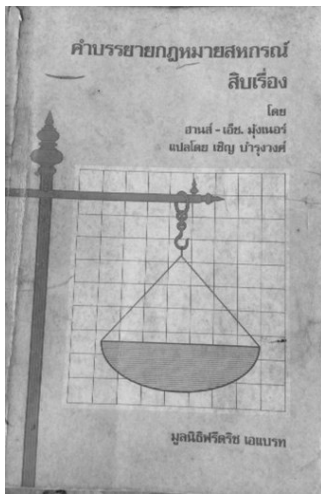 คำบรรยายกฎหมายสหกรณ์
สิบเรื่อง
โดย
ฮานส์ - เอ็ช. มุ้งเนอร์
แปลโดย เชิญ บำรุงวงศ์
มูลนิธิฟรีดริช เอแบรท